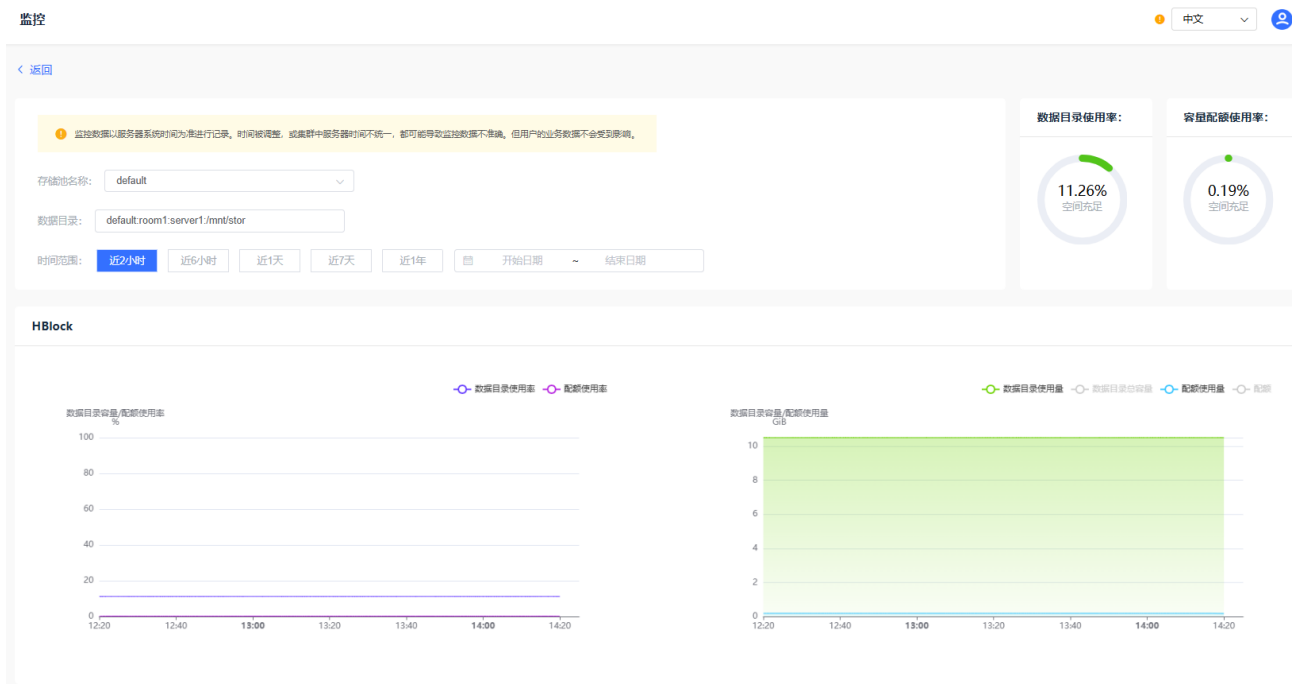 监控
中文
返回
监控数据以服务器系统时间为准进行记录。时间被调整，或集群中服务器时间不统一，都可能导致监控数据不准确。但用户的业务数据不会受到影响。
存储池名称： default
数据目录： default:room1:server1:/mnt/stor
时间范围： 近2小时 近6小时 近1天 近7天 近1年 开始日期 ~ 结束日期
数据目录使用率：
11.26%
空间充足
容量配额使用率：
0.19%
空间充足
HBlock
数据目录使用率 配额使用率
数据目录容量/配额使用率
%
100
80
60
40
20
0
12:20 12:40 13:00 13:20 13:40 14:00 14:20
数据目录使用量 数据目录总容量 配额使用量 配额
数据目录容量/配额使用量
GiB
10
8
6
4
2
0
12:20 12:40 13:00 13:20 13:40 14:00 14:20